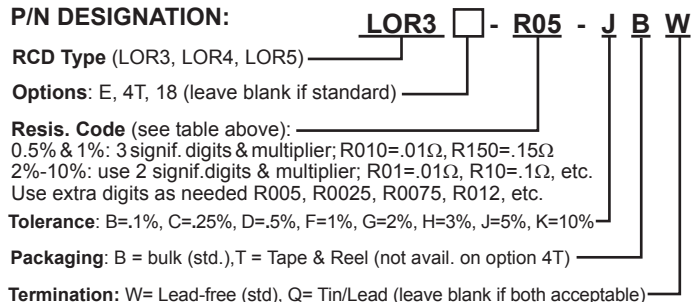 P/N DESIGNATION: LOR3 □ - R05 - J B W
RCD Type (LOR3, LOR4, LOR5)
Options: E, 4T, 18 (leave blank if standard)
Resis. Code (see table above):
0.5% & 1%: 3 signif. digits & multiplier; R010=.01Ω, R150=.15Ω
2%-10%: use 2 signif.digits & multiplier; R01=.01Ω, R10=.1Ω, etc.
Use extra digits as needed R005, R0025, R0075, R012, etc.
Tolerance: B=.1%, C=.25%, D=.5%, F=1%, G=2%, H=3%, J=5%, K=10%
Packaging: B = bulk (std.),T = Tape & Reel (not avail. on option 4T)
Termination: W= Lead-free (std), Q= Tin/Lead (leave blank if both acceptable)